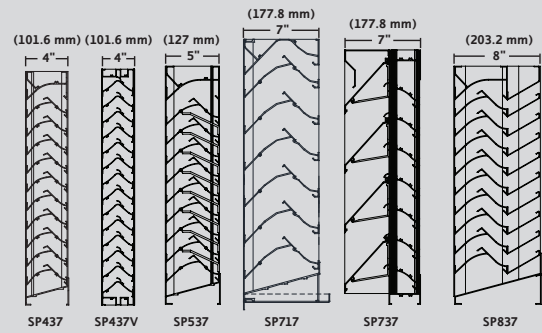 (101.6 mm) (101.6 mm) (127 mm) (177.8 mm) (177.8 mm) (203.2 mm)
4" 4" 5" 7" 7" 8"
SP437 SP437V SP537 SP717 SP737 SP837